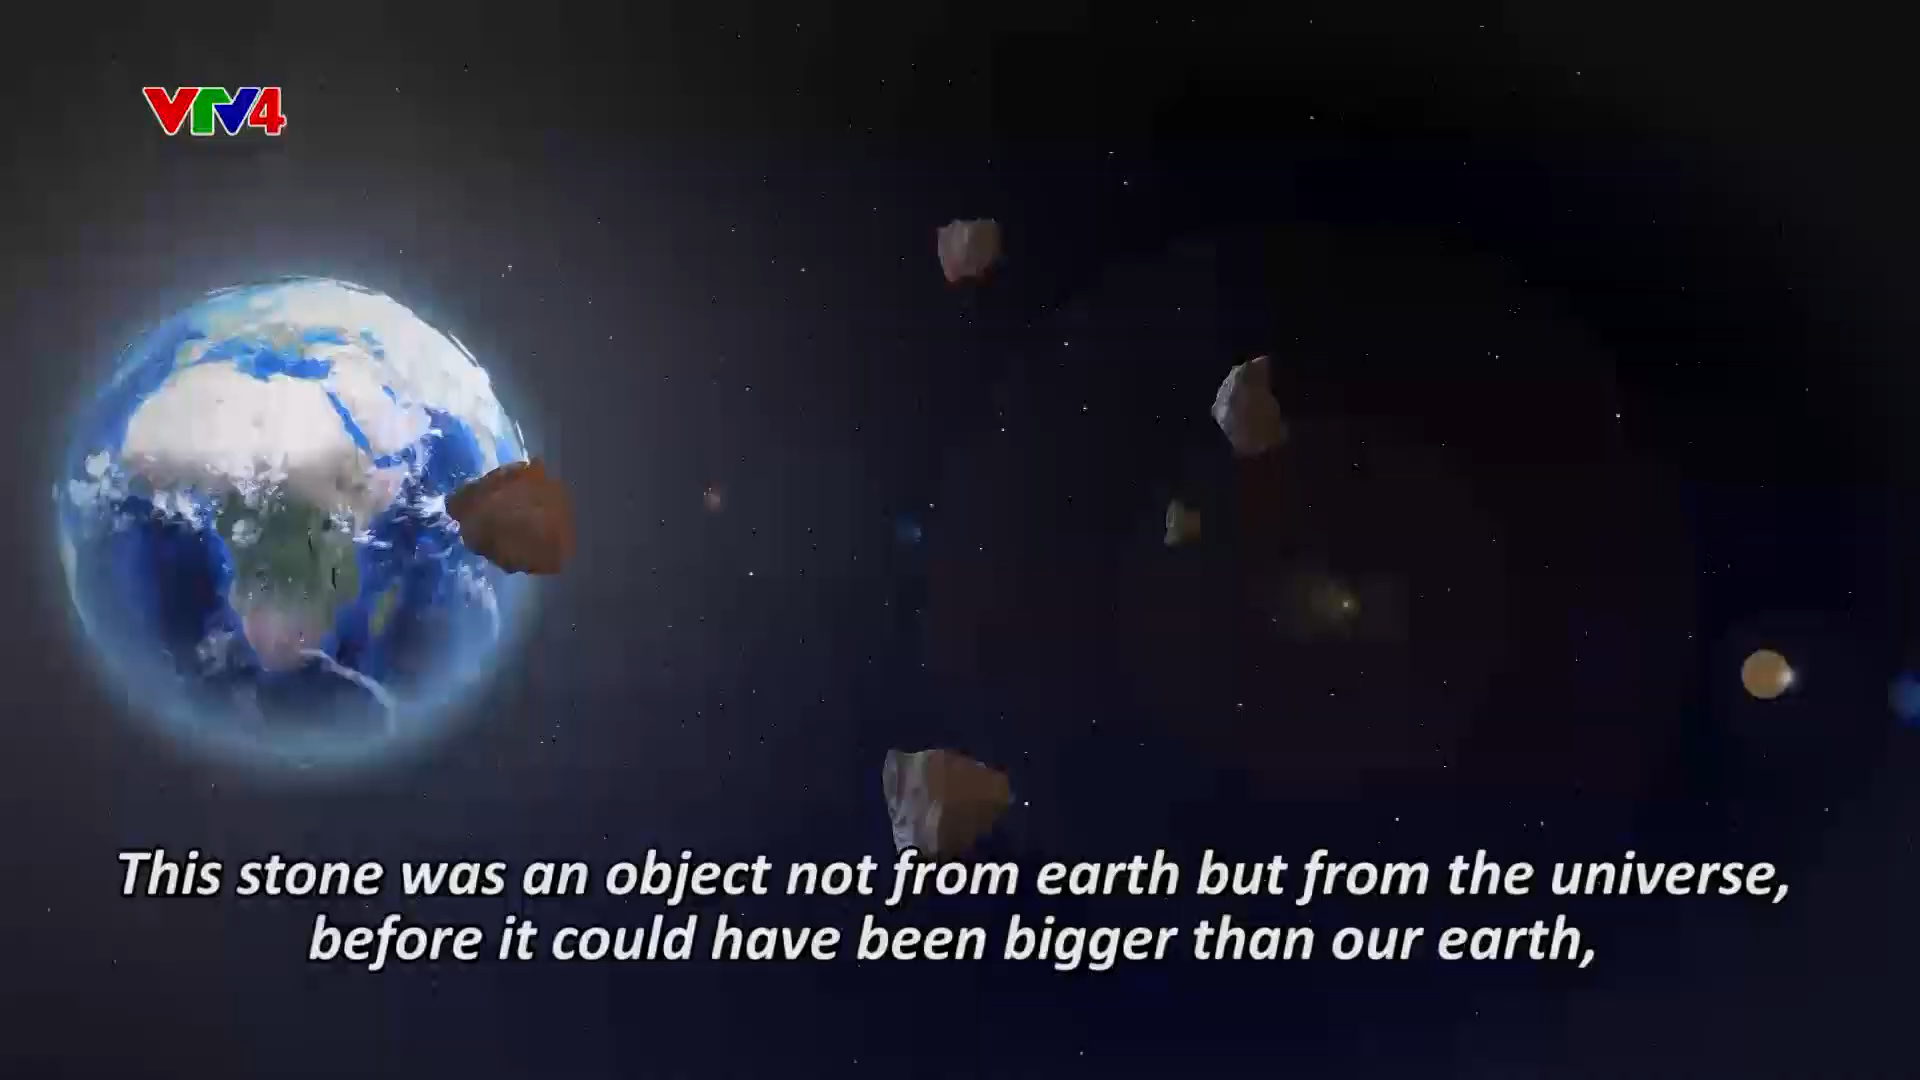 VTV4
This stone was an object not from earth but from the universe,
before it could have been bigger than our earth,